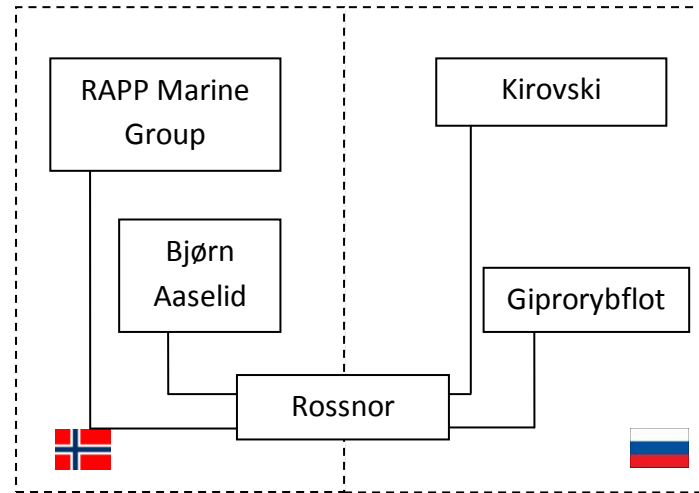 RAPP Marine
Group
Kirovski
Bjørn
Aaselid
Giprorybflot
Rossnor